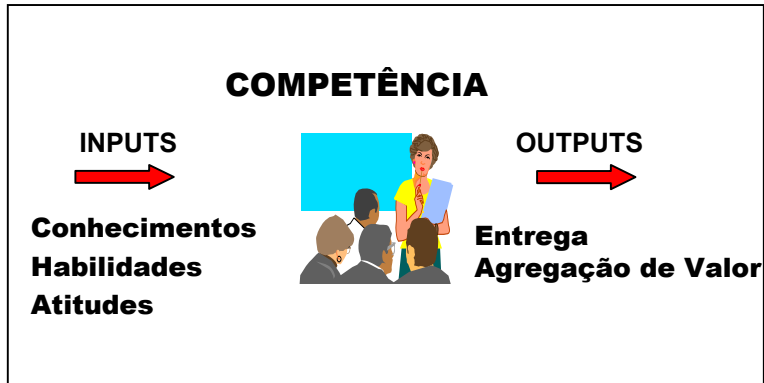 COMPETÊNCIA
INPUTS
Conhecimentos
Habilidades
Atitudes
OUTPUTS
Entrega
Agregação de Valor